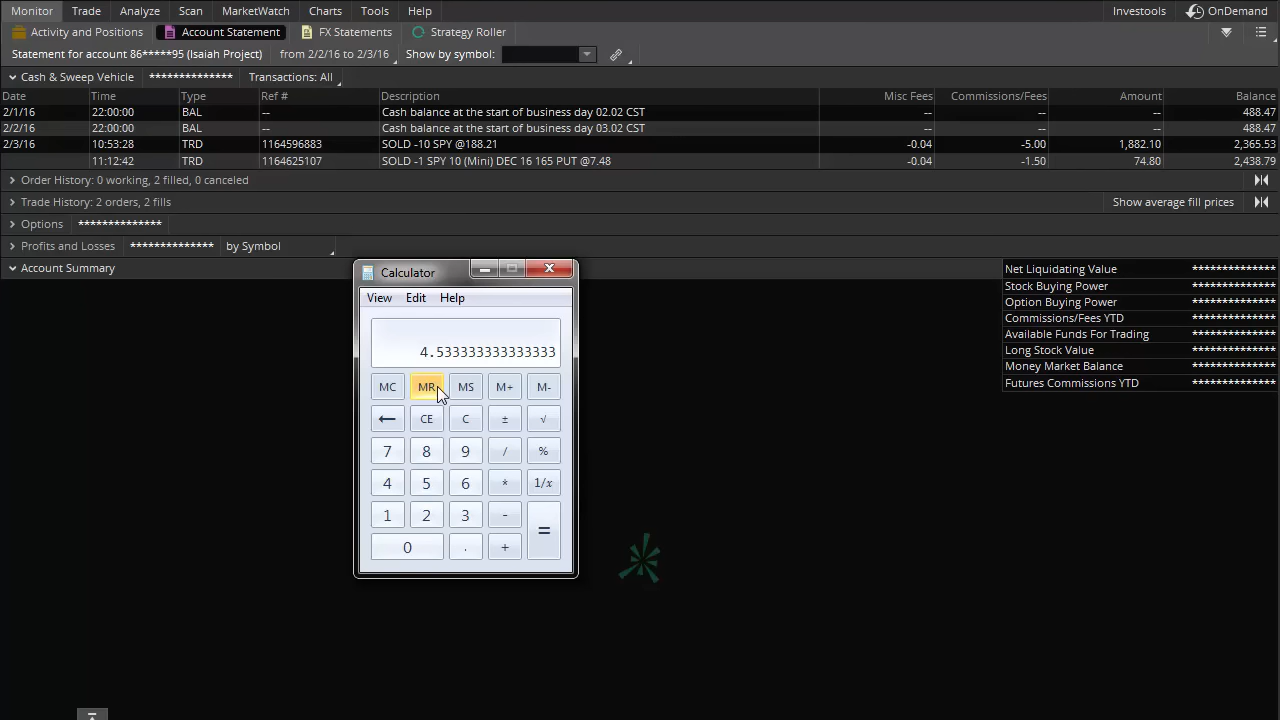 Monitor Trade Analyze Scan MarketWatch Charts Tools Help Investools OnDemand
Activity and Positions Account Statement FX Statements Strategy Roller
Statement for account 86*****95 (Isaiah Project) from 2/2/16 to 2/3/16 Show by symbol:
Cash & Sweep Vehicle ************** Transactions: All
Date Time Type Ref # Description Misc Fees Commissions/Fees Amount Balance
2/1/16 22:00:00 BAL -- Cash balance at the start of business day 02.02 CST -- -- -- 488.47
2/2/16 22:00:00 BAL -- Cash balance at the start of business day 03.02 CST -- -- -- 488.47
2/3/16 10:53:28 TRD 1164596883 SOLD -10 SPY @188.21 -0.04 -5.00 1,882.10 2,365.53
11:12:42 TRD 1164625107 SOLD -1 SPY 10 (Mini) DEC 16 165 PUT @7.48 -0.04 -1.50 74.80 2,438.79
Order History: 0 working, 2 filled, 0 canceled
Trade History: 2 orders, 2 fills Show average fill prices
Options **************
Profits and Losses ************** by Symbol
Account Summary
Net Liquidating Value **************
Stock Buying Power **************
Option Buying Power **************
Commissions/Fees YTD **************
Available Funds For Trading **************
Long Stock Value **************
Money Market Balance **************
Futures Commissions YTD **************
Calculator
View Edit Help
4.533333333333333
MC MR MS M+ M-
← CE C ± √
7 8 9 / %
4 5 6 * 1/x
1 2 3 - =
0 . +